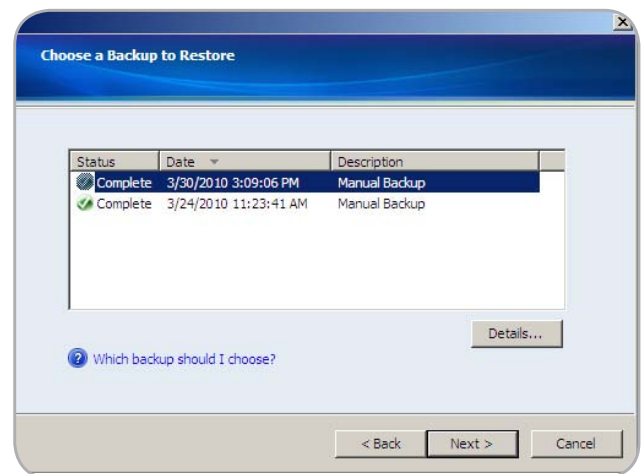 Choose a Backup to Restore
Status Date Description
Complete 3/30/2010 3:09:06 PM Manual Backup
Complete 3/24/2010 11:23:41 AM Manual Backup
Details...
Which backup should I choose?
< Back Next > Cancel